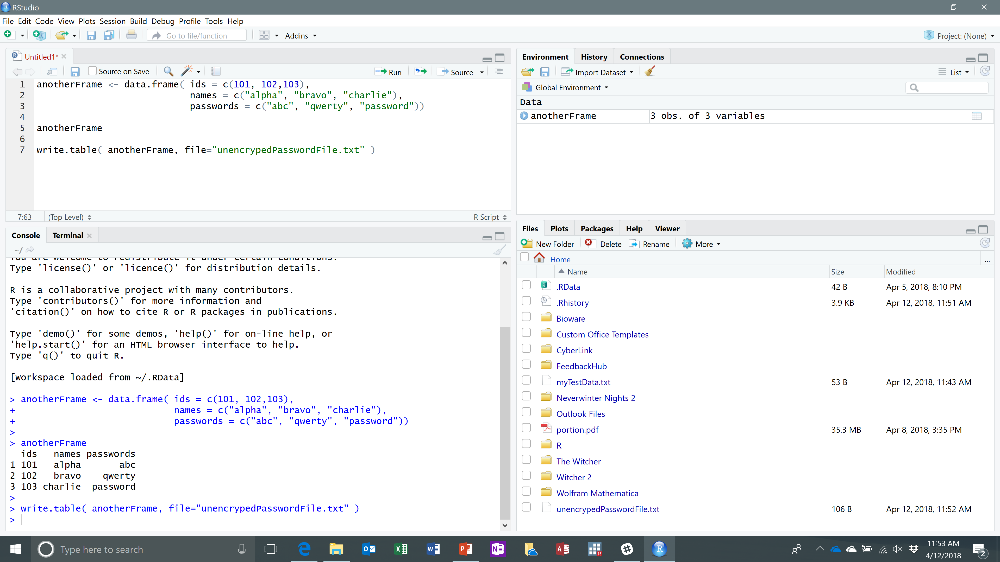 RStudio
File Edit Code View Plots Session Build Debug Profile Tools Help
Go to file/function
Addins
Project: (None)
Untitled1*
Source on Save
Run
Source
1 anotherFrame <- data.frame( ids = c(101, 102,103),
2 names = c("alpha", "bravo", "charlie"),
3 passwords = c("abc", "qwerty", "password"))
4
5 anotherFrame
6
7 write.table( anotherFrame, file="unencrypedPasswordFile.txt" )
7:63 (Top Level) R Script
Console Terminal
~/
You are welcome to redistribute it under certain conditions.
Type 'license()' or 'licence()' for distribution details.
R is a collaborative project with many contributors.
Type 'contributors()' for more information and
'citation()' on how to cite R or R packages in publications.
Type 'demo()' for some demos, 'help()' for on-line help, or
'help.start()' for an HTML browser interface to help.
Type 'q()' to quit R.
[Workspace loaded from ~/.RData]
> anotherFrame <- data.frame( ids = c(101, 102,103),
+ names = c("alpha", "bravo", "charlie"),
+ passwords = c("abc", "qwerty", "password"))
>
> anotherFrame
ids names passwords
1 101 alpha abc
2 102 bravo qwerty
3 103 charlie password
>
> write.table( anotherFrame, file="unencrypedPasswordFile.txt" )
>
Environment History Connections
Import Dataset
List
Global Environment
Data
anotherFrame 3 obs. of 3 variables
Files Plots Packages Help Viewer
New Folder Delete Rename More
Home
...
Name Size Modified
.RData 42 B Apr 5, 2018, 8:10 PM
.Rhistory 3.9 KB Apr 12, 2018, 11:51 AM
Bioware
Custom Office Templates
CyberLink
FeedbackHub
myTestData.txt 53 B Apr 12, 2018, 11:43 AM
Neverwinter Nights 2
Outlook Files
portion.pdf 35.3 MB Apr 8, 2018, 3:35 PM
R
The Witcher
Witcher 2
Wolfram Mathematica
unencrypedPasswordFile.txt 106 B Apr 12, 2018, 11:52 AM
Type here to search
15
11:53 AM
4/12/2018
2